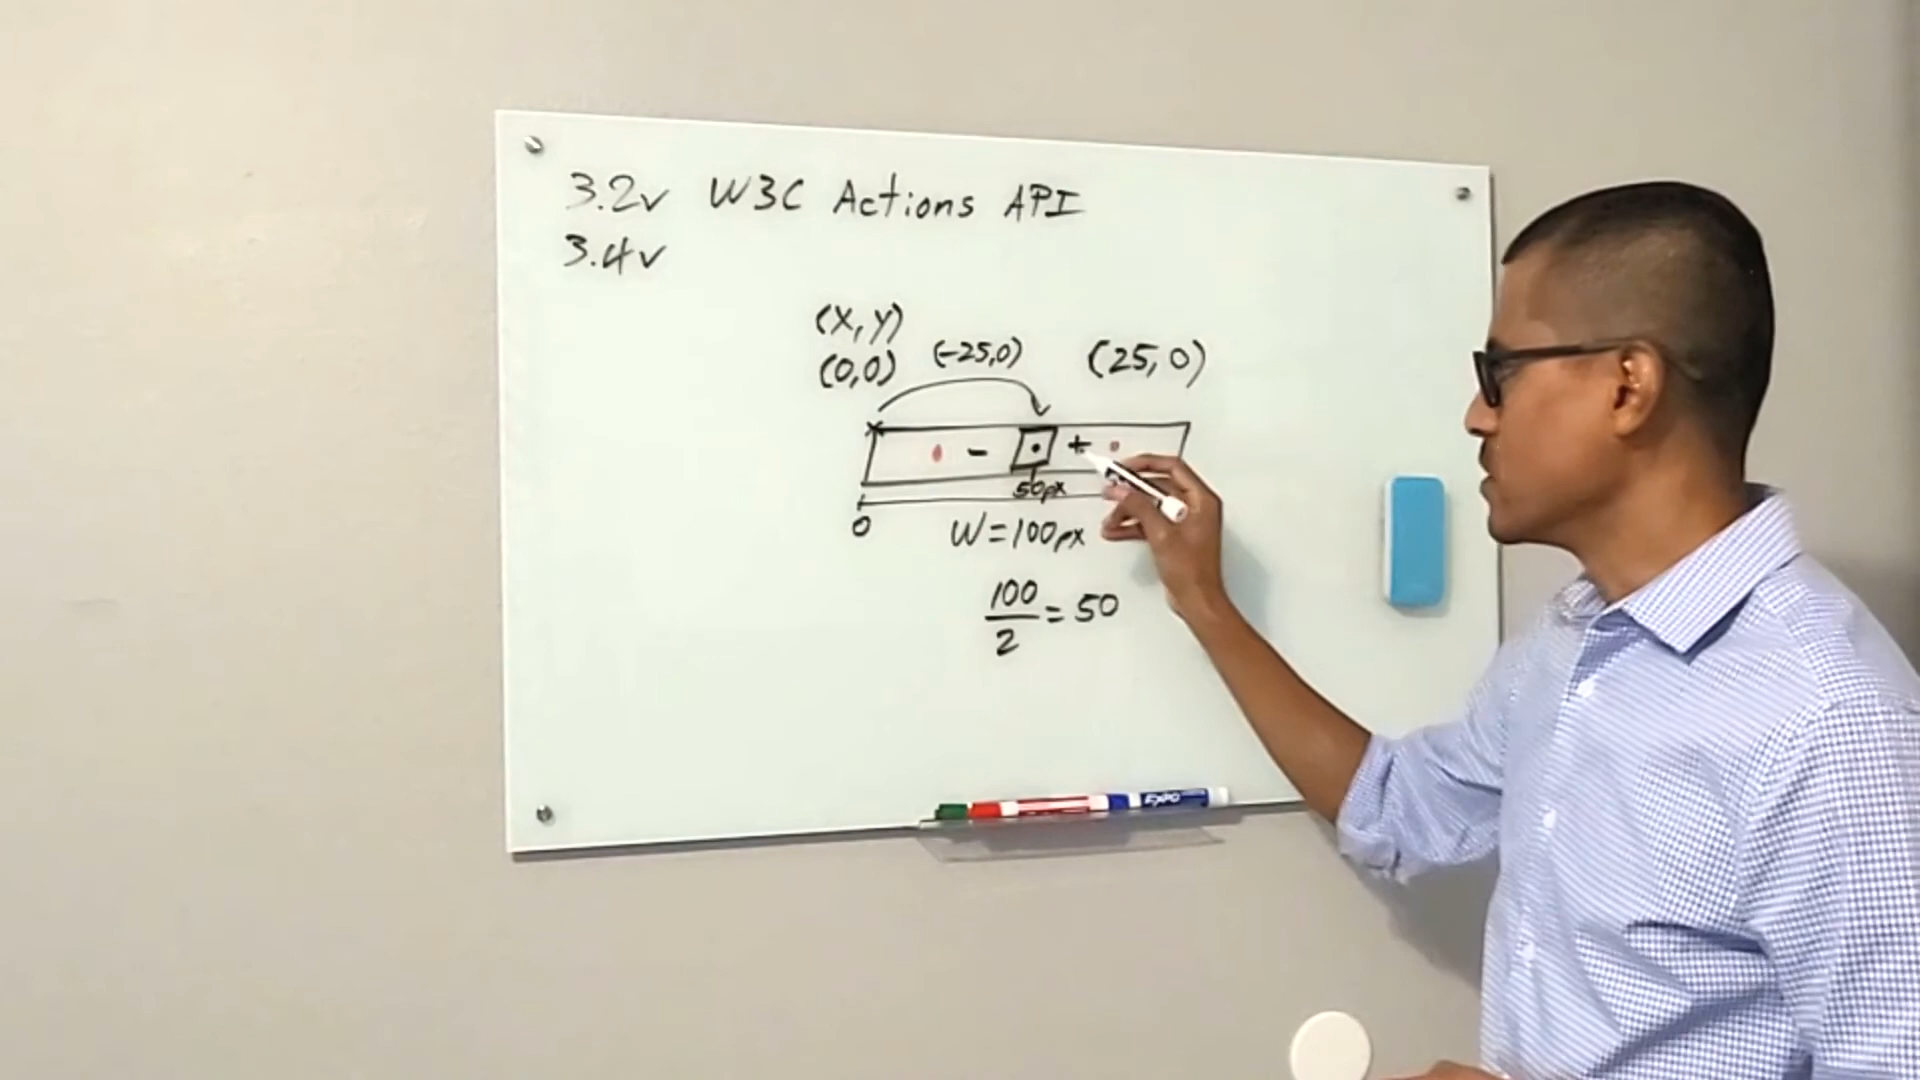 3.2v W3C Actions API
3.4v
(X,Y)
(0,0) (-25,0) (25,0)
- +
50px
0
W=100px
100
2
= 50
EXPO